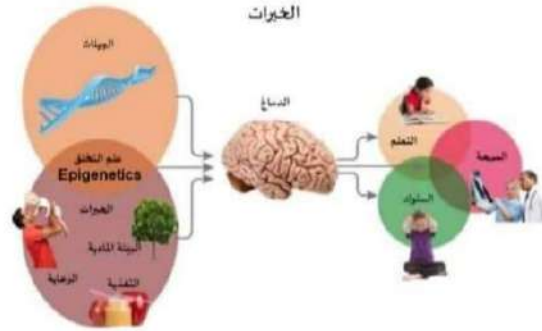 الخبرات
الجينات
الدماغ
علم التخلق
Epigenetics
الخبرات
البيئة المادية
الرعاية
التغذية
التعلم
الصحة
السلوك